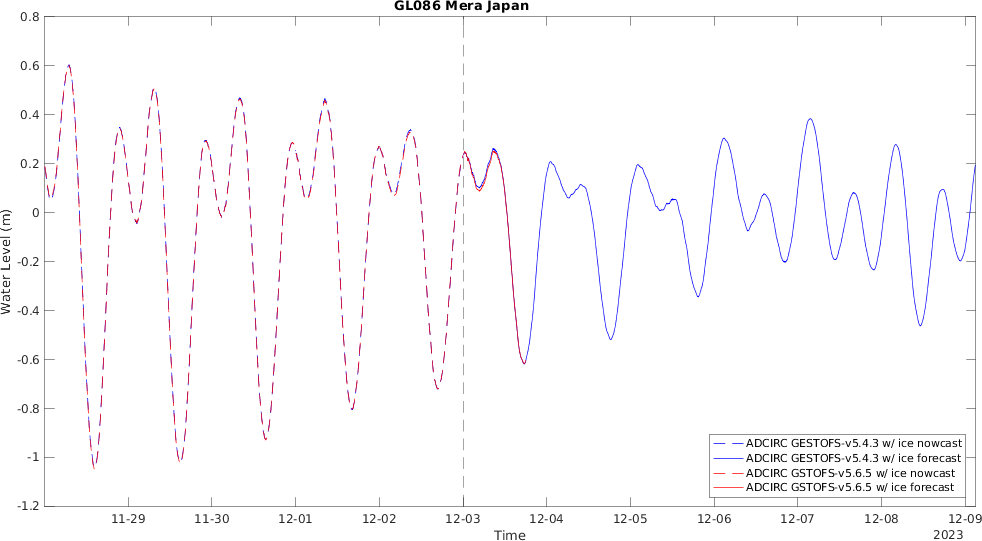 GL086 Mera Japan
0.8
0.6
0.4
0.2
0
-0.2
-0.4
-0.6
-0.8
-1
-1.2
Water Level (m)
ADCIRC GESTOFS-v5.4.3 w/ ice nowcast
ADCIRC GESTOFS-v5.4.3 w/ ice forecast
ADCIRC GSTOFS-v5.6.5 w/ ice nowcast
ADCIRC GSTOFS-v5.6.5 w/ ice forecast
11-29 11-30 12-01 12-02 12-03 12-04 12-05 12-06 12-07 12-08 12-09
Time
2023